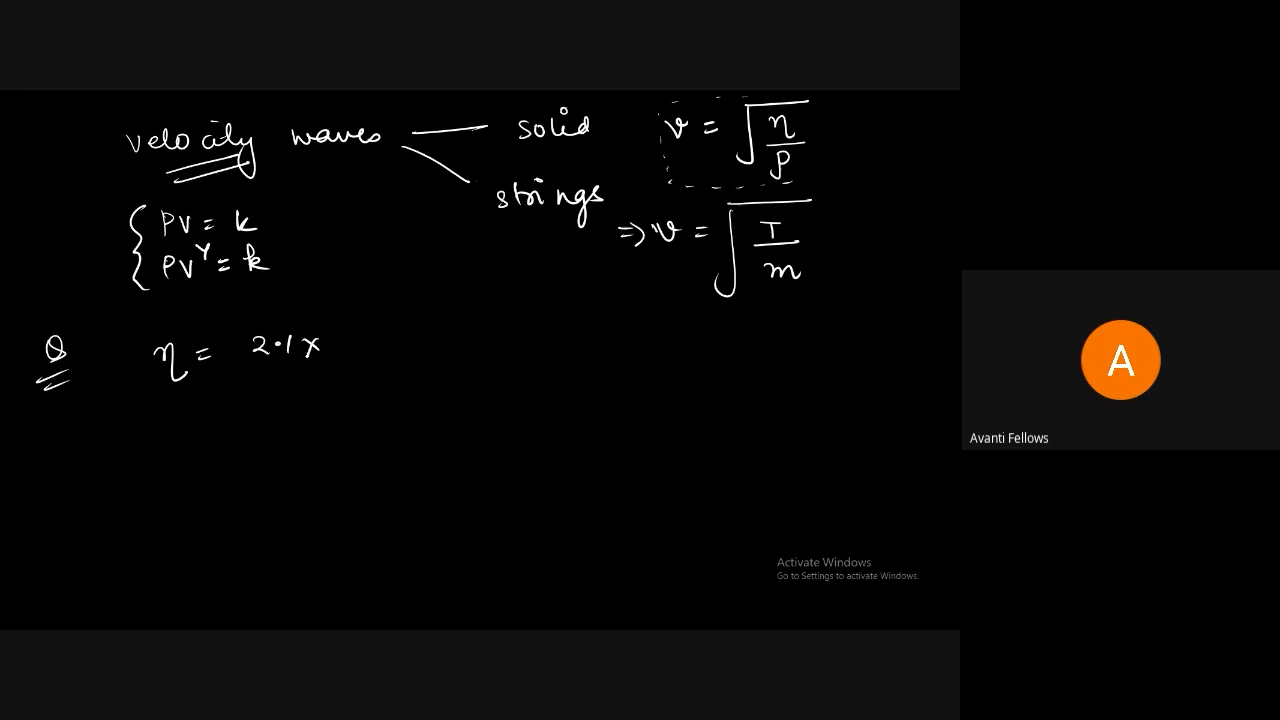 velocity waves — solid v = √(η/ρ)
strings ⇒ v = √(T/m)
PV = k
PV^γ = k
Q η = 2.1 x
A
Avanti Fellows
Activate Windows
Go to Settings to activate Windows.